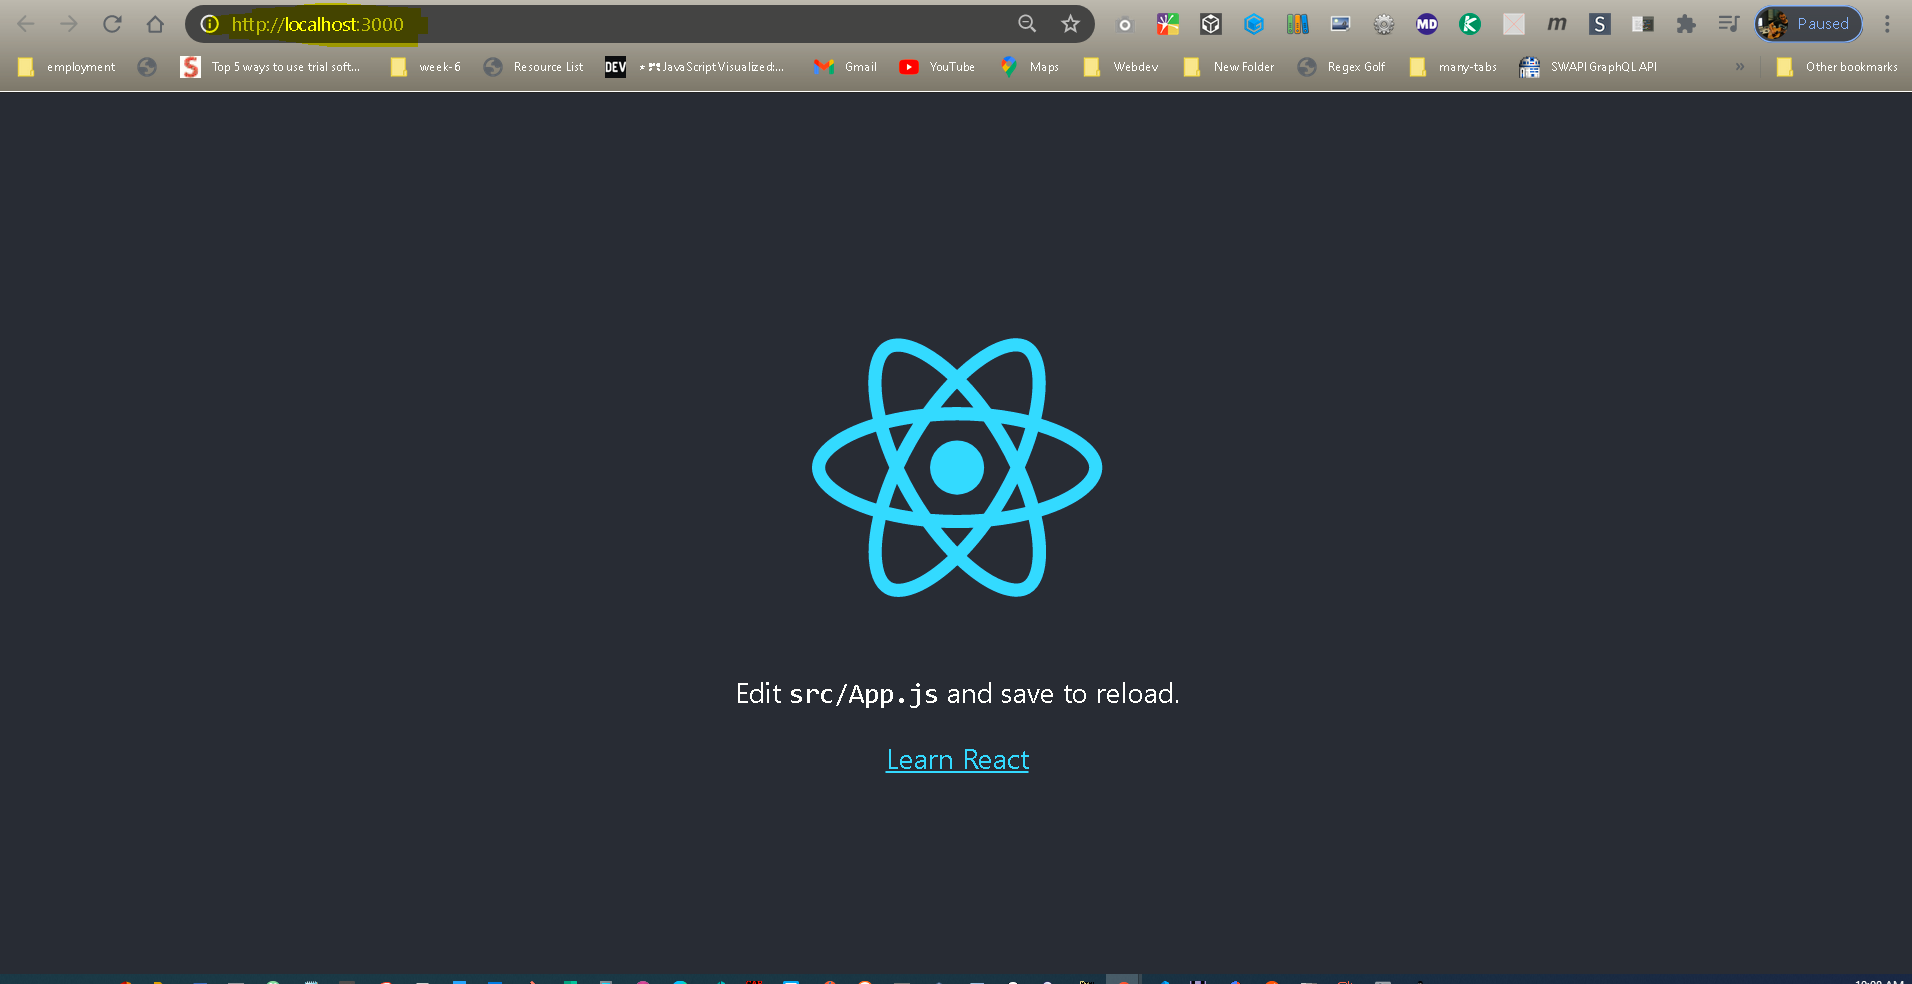 http://localhost:3000
MD
K
m
S
Paused
employment
S
Top 5 ways to use trial soft...
week-6
Resource List
DEV
JavaScript Visualized:...
Gmail
YouTube
Maps
Webdev
New Folder
Regex Golf
many-tabs
SWAPI GraphQL API
»
Other bookmarks
Edit src/App.js and save to reload.
Learn React